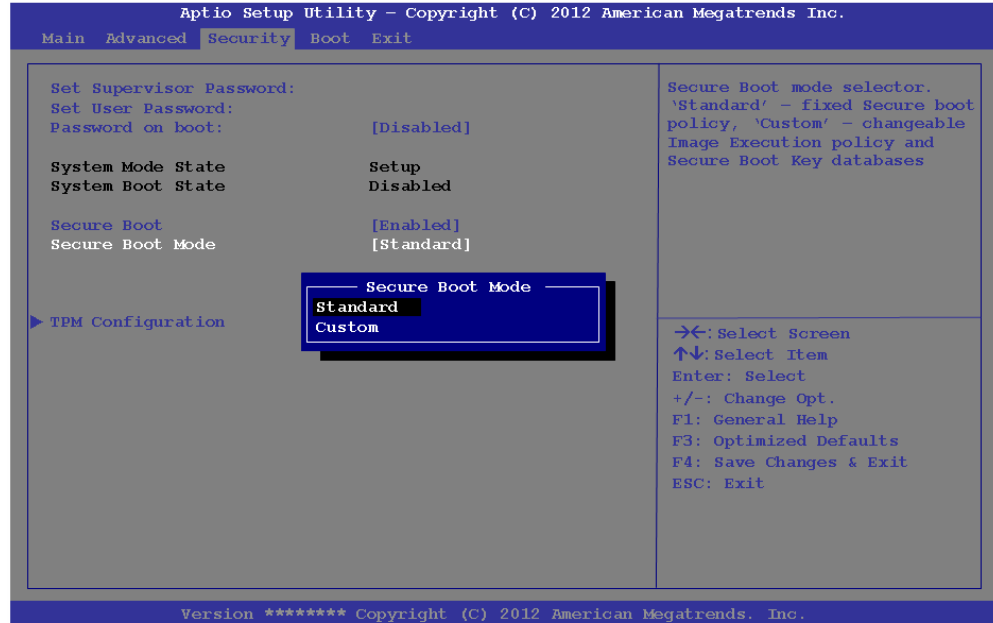 Aptio Setup Utility – Copyright (C) 2012 American Megatrends Inc.
Main Advanced Security Boot Exit
Set Supervisor Password:
Set User Password:
Password on boot: [Disabled]
System Mode State Setup
System Boot State Disabled
Secure Boot [Enabled]
Secure Boot Mode [Standard]
Secure Boot Mode
Standard
Custom
TPM Configuration
Secure Boot mode selector.
‵Standard′ – fixed Secure boot
policy, ‵Custom′ – changeable
Image Execution policy and
Secure Boot Key databases
→←:Select Screen
↑↓:Select Item
Enter: Select
+/-: Change Opt.
F1: General Help
F3: Optimized Defaults
F4: Save Changes & Exit
ESC: Exit
Version ******** Copyright (C) 2012 American Megatrends. Inc.